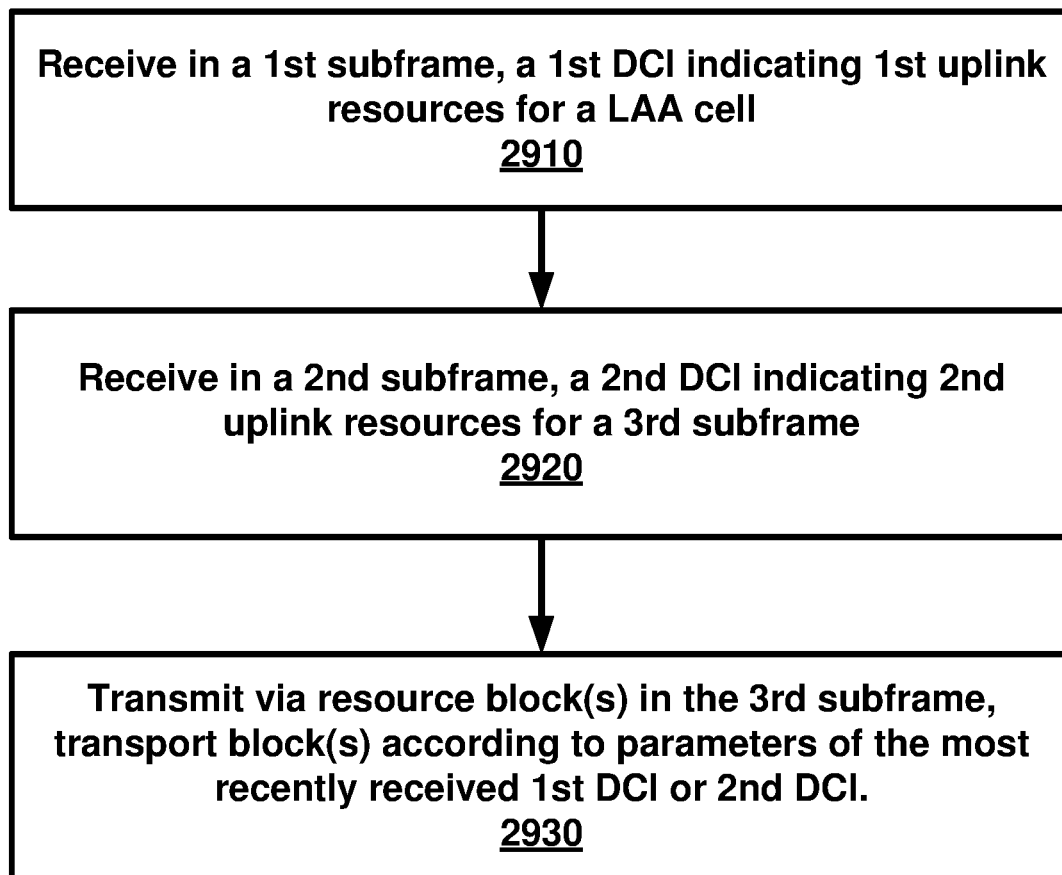 Receive in a 1st subframe, a 1st DCI indicating 1st uplink
resources for a LAA cell
2910
Receive in a 2nd subframe, a 2nd DCI indicating 2nd
uplink resources for a 3rd subframe
2920
Transmit via resource block(s) in the 3rd subframe,
transport block(s) according to parameters of the most
recently received 1st DCI or 2nd DCI.
2930